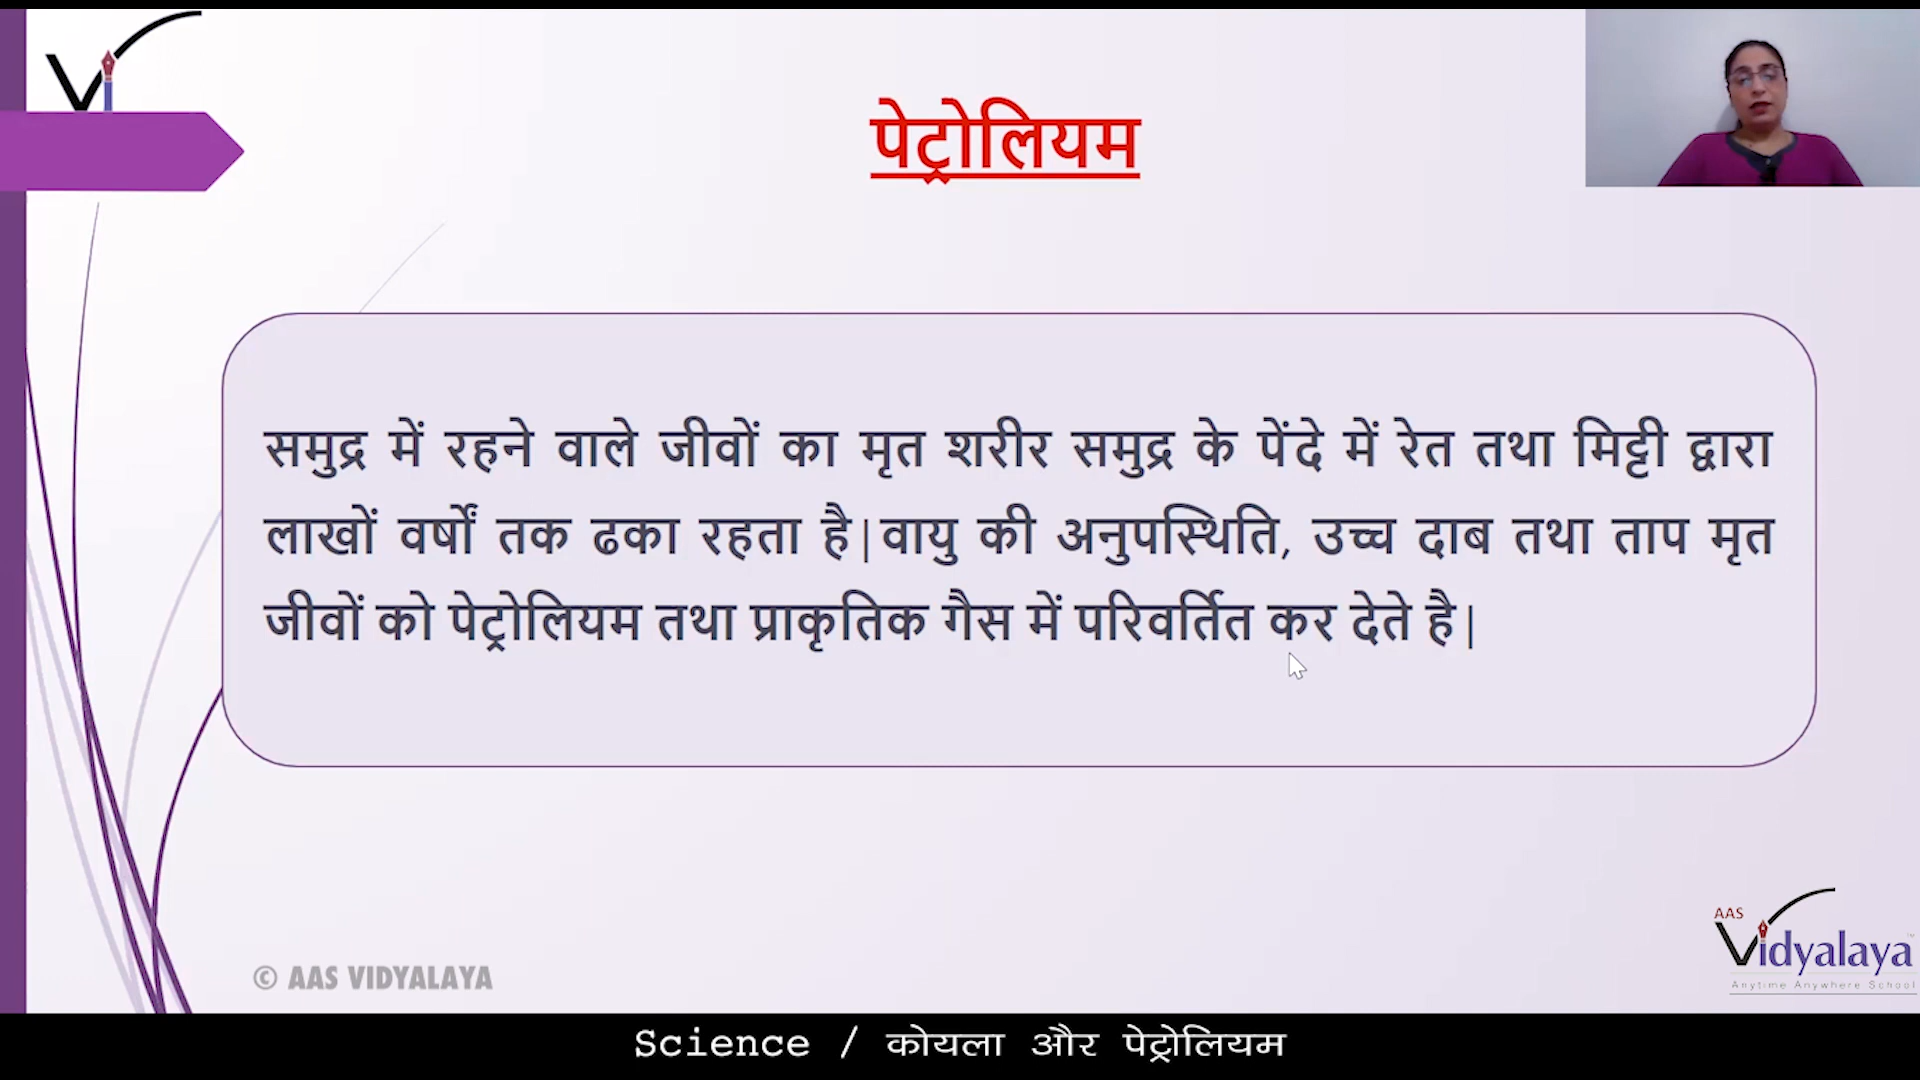 Vi
पेट्रोलियम
समुद्र में रहने वाले जीवों का मृत शरीर समुद्र के पेंदे में रेत तथा मिट्टी द्वारा
लाखों वर्षों तक ढका रहता है|वायु की अनुपस्थिति, उच्च दाब तथा ताप मृत
जीवों को पेट्रोलियम तथा प्राकृतिक गैस में परिवर्तित कर देते है|
AAS
Vidyalaya
Anytime Anywhere School
© AAS VIDYALAYA
Science / कोयला और पेट्रोलियम